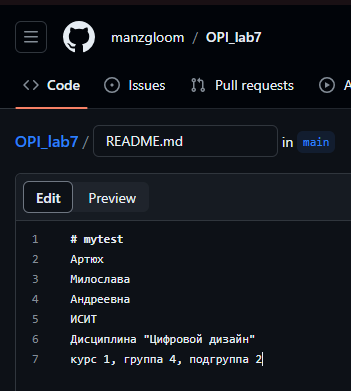 manzgloom / OPI_lab7
Code Issues Pull requests A
OPI_lab7 / README.md in main
Edit Preview
1 # mytest
2 Артюх
3 Милослава
4 Андреевна
5 ИСИТ
6 Дисциплина "Цифровой дизайн"
7 курс 1, группа 4, подгруппа 2